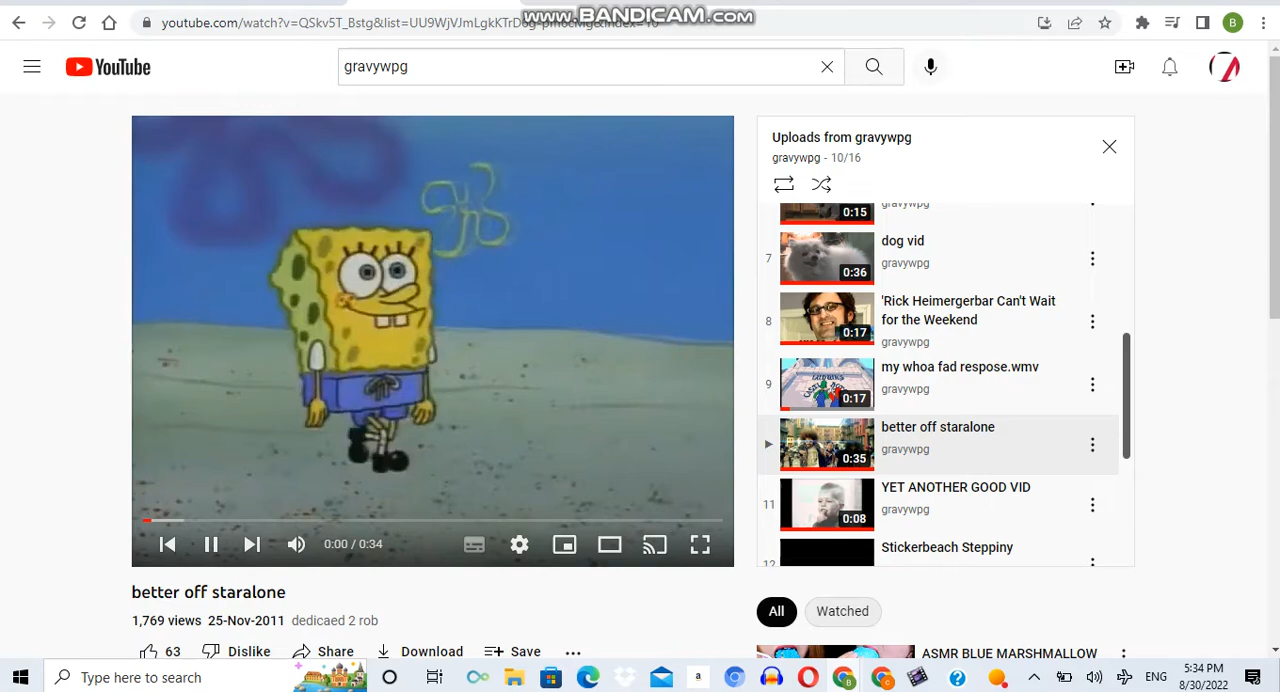 www.BANDICAM.com
youtube.com/watch?v=QSkv5T_Bstg&list=UU9WjVJmLgkKTrD
YouTube
gravywpg
B
Uploads from gravywpg
gravywpg - 10/16
gravywpg
0:15
7
dog vid
gravywpg
0:36
8
'Rick Heimergerbar Can't Wait
for the Weekend
gravywpg
0:17
9
my whoa fad respose.wmv
gravywpg
0:17
better off staralone
gravywpg
0:35
11
YET ANOTHER GOOD VID
gravywpg
0:08
12
Stickerbeach Steppiny
0:00 / 0:34
better off staralone
1,769 views 25-Nov-2011 dedicaed 2 rob
63 Dislike Share Download Save
All Watched
ASMR BLUE MARSHMALLOW
Type here to search
a
ENG
5:34 PM
8/30/2022